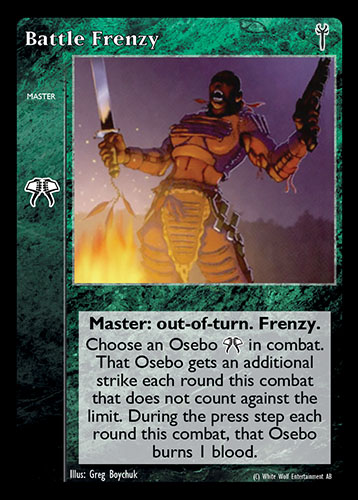 Battle Frenzy
MASTER
Master: out-of-turn. Frenzy.
Choose an Osebo in combat.
That Osebo gets an additional
strike each round this combat
that does not count against the
limit. During the press step each
round this combat, that Osebo
burns 1 blood.
Illus: Greg Boychuk
(C) White Wolf Entertainment AB